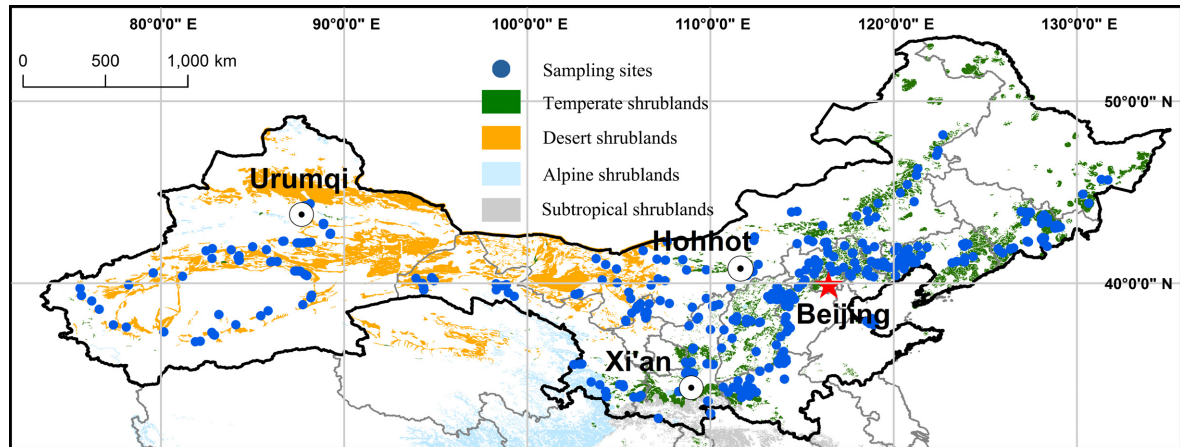 80°0'0" E 90°0'0" E 100°0'0" E 110°0'0" E 120°0'0" E 130°0'0" E
0 500 1,000 km
Sampling sites
Temperate shrublands
50°0'0" N
Desert shrublands
Alpine shrublands
Urumqi
Subtropical shrublands
Hohhot
40°0'0" N
Beijing
Xi'an